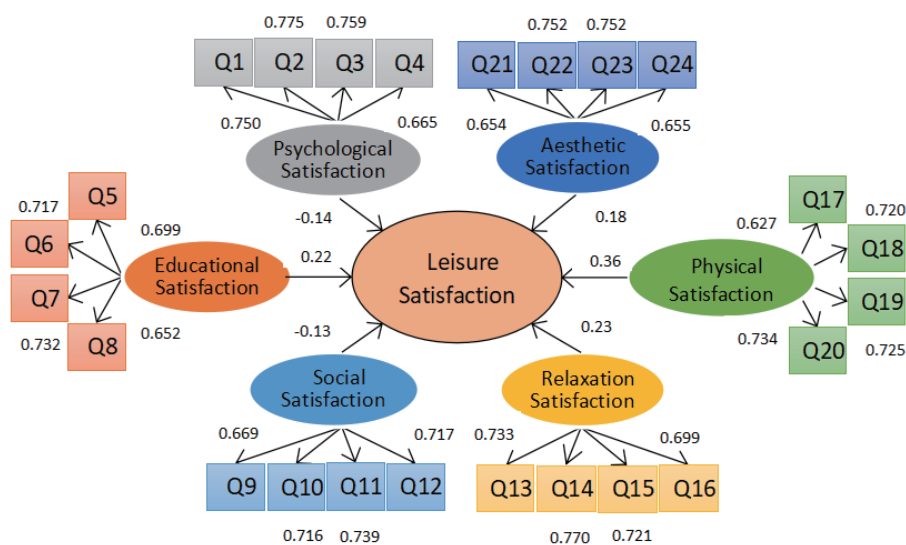 0.775 0.759 0.752 0.752
Q1 Q2 Q3 Q4 Q21 Q22 Q23 Q24
0.750 0.665 0.654 0.655
Psychological
Satisfaction
Aesthetic
Satisfaction
Q5
0.717
Q6
0.699
Q7
0.732
Q8
0.652
Educational
Satisfaction
-0.14
0.22
-0.13
Leisure
Satisfaction
0.18
0.36
0.23
Physical
Satisfaction
0.627
Q17
0.720
Q18
Q19
0.734
Q20
0.725
Social
Satisfaction
Relaxation
Satisfaction
0.669 0.717 0.733 0.699
Q9 Q10 Q11 Q12 Q13 Q14 Q15 Q16
0.716 0.739 0.770 0.721